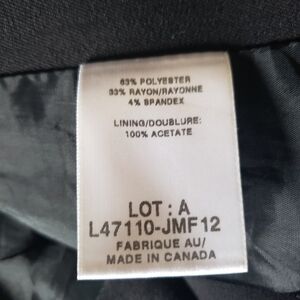 63% POLYESTER
33% RAYON/RAYONNE
4% SPANDEX
LINING/DOUBLURE:
100% ACETATE
LOT : A
L47110-JMF12
FABRIQUE AU/
MADE IN CANADA